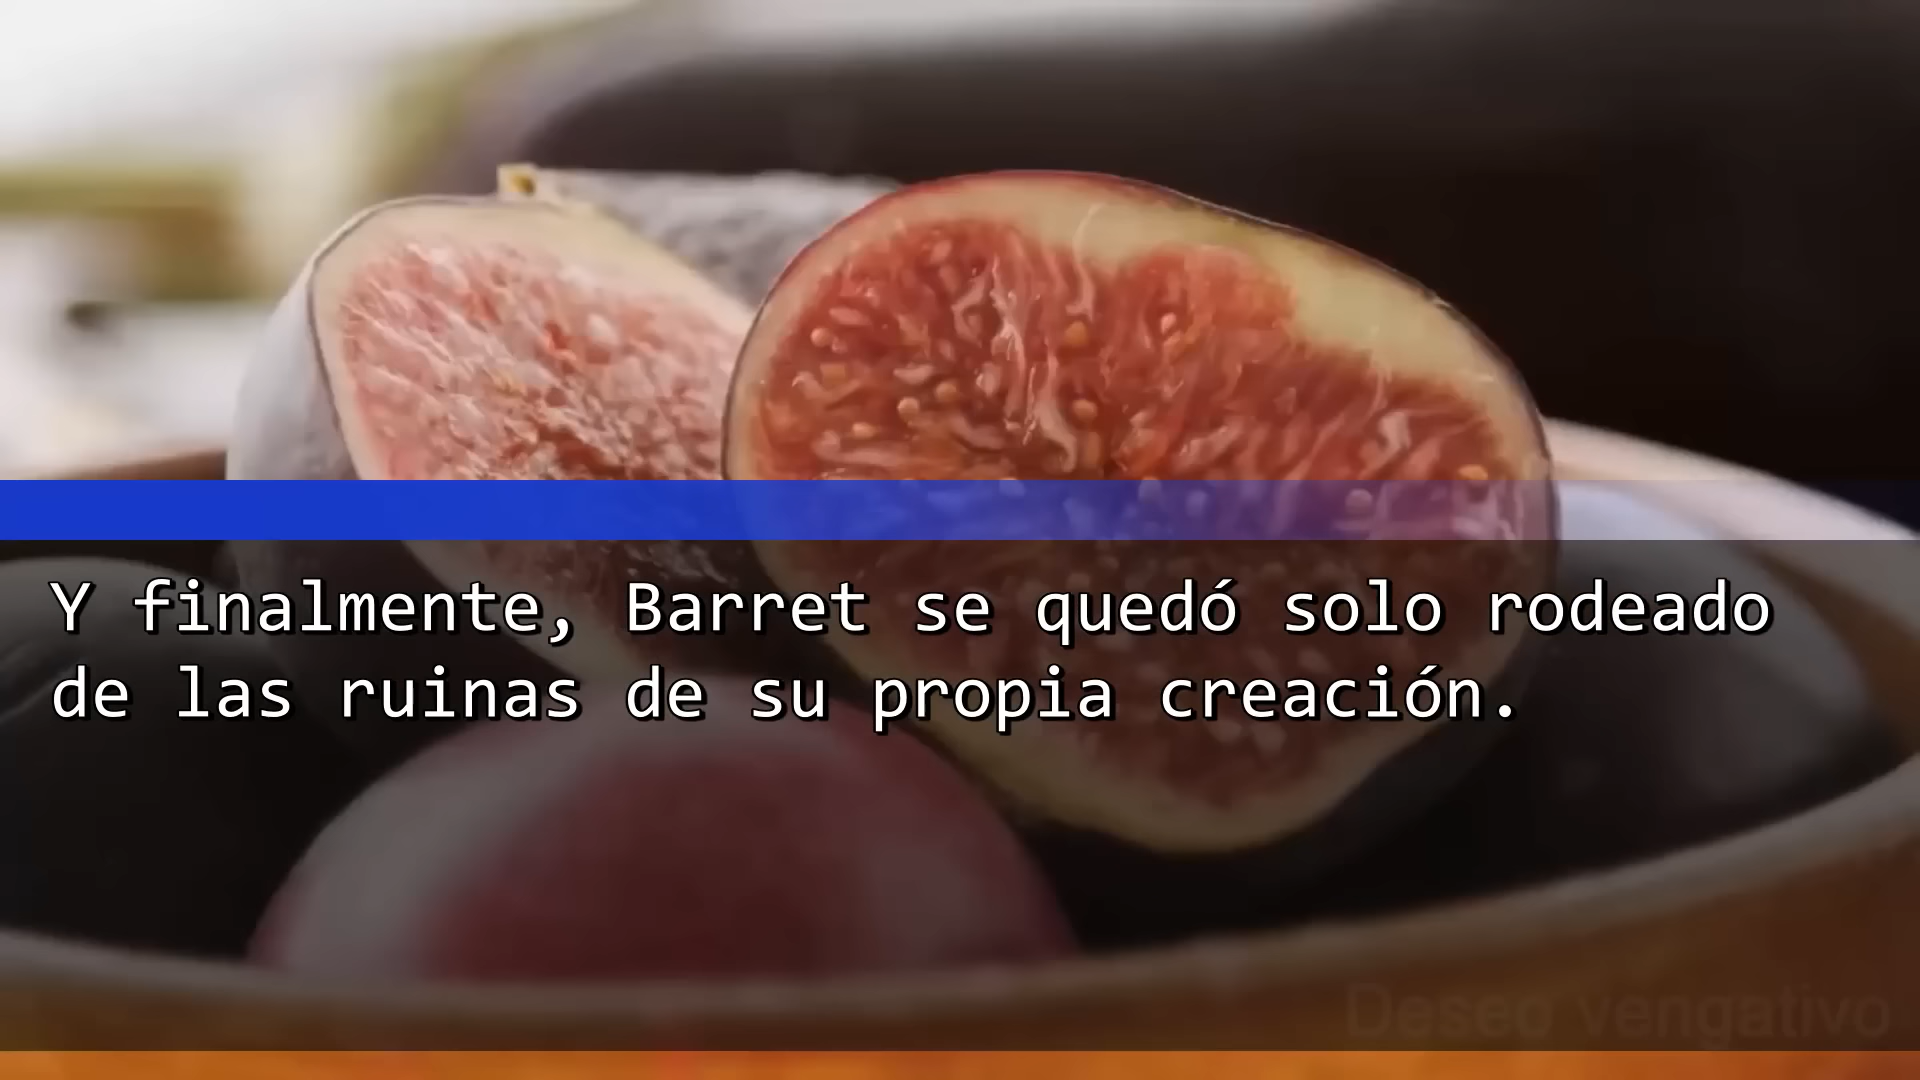 Y finalmente, Barret se quedó solo rodeado
de las ruinas de su propia creación.
Deseo Vengativo